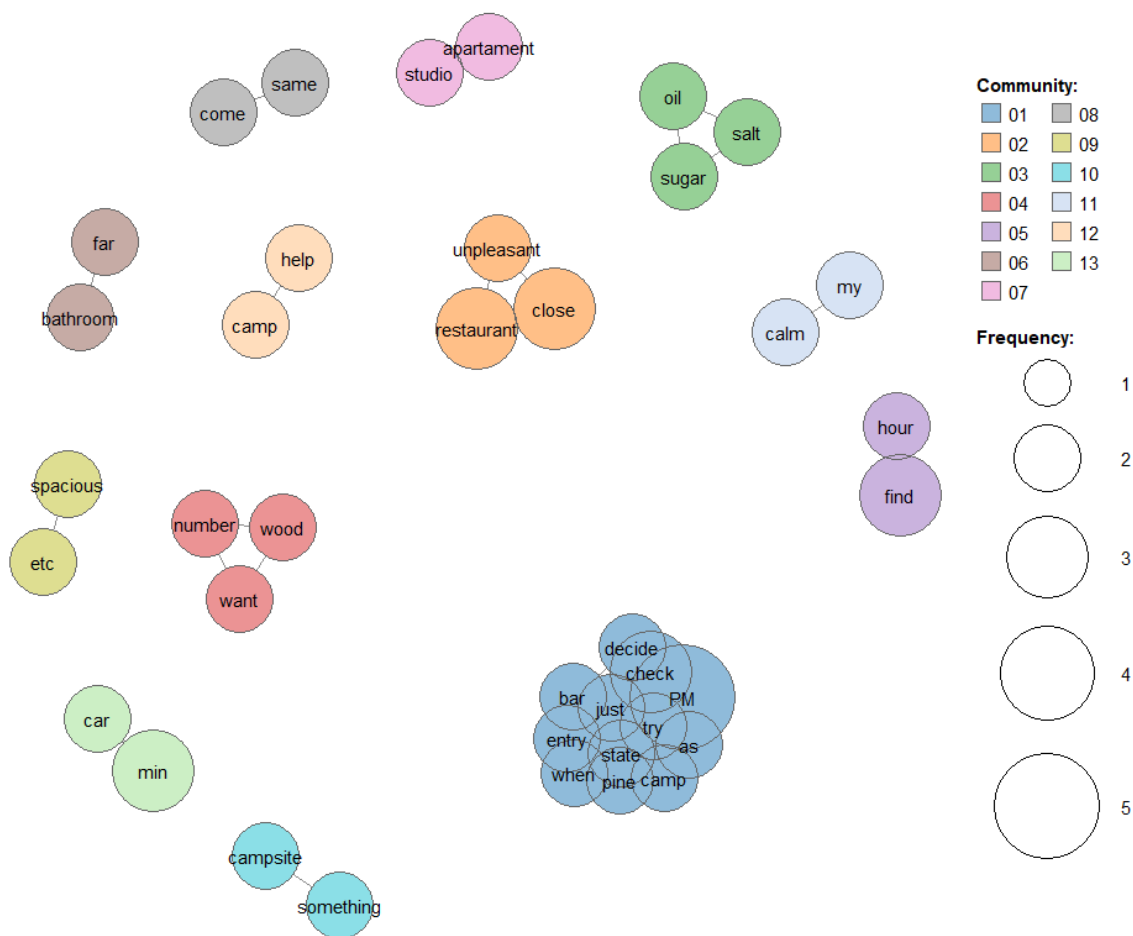 apartament
studio
same
come
oil
salt
sugar
Community:
01
08
02
09
03
10
04
11
05
12
06
13
07
far
bathroom
help
camp
unpleasant
close
restaurant
my
calm
Frequency:
1
2
3
4
5
hour
find
spacious
etc
number
wood
want
decide
check
bar
just
PM
try
entry
as
state
when
pine
camp
car
min
campsite
something